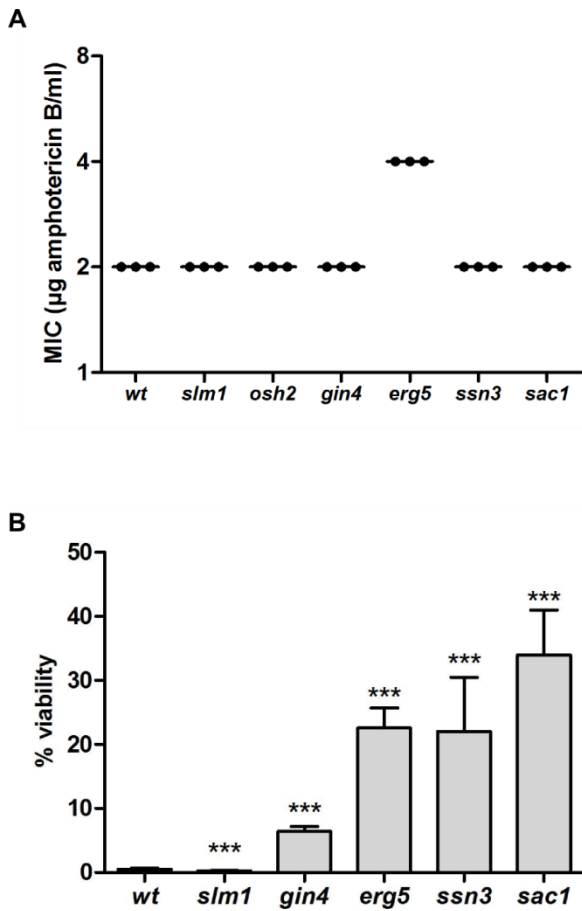 A
MIC (µg amphotericin B/ml)
8
4
2
1
wt slm1 osh2 gin4 erg5 ssn3 sac1
B
% viability
50
40
30
20
10
0
***
***
***
***
***
wt slm1 gin4 erg5 ssn3 sac1